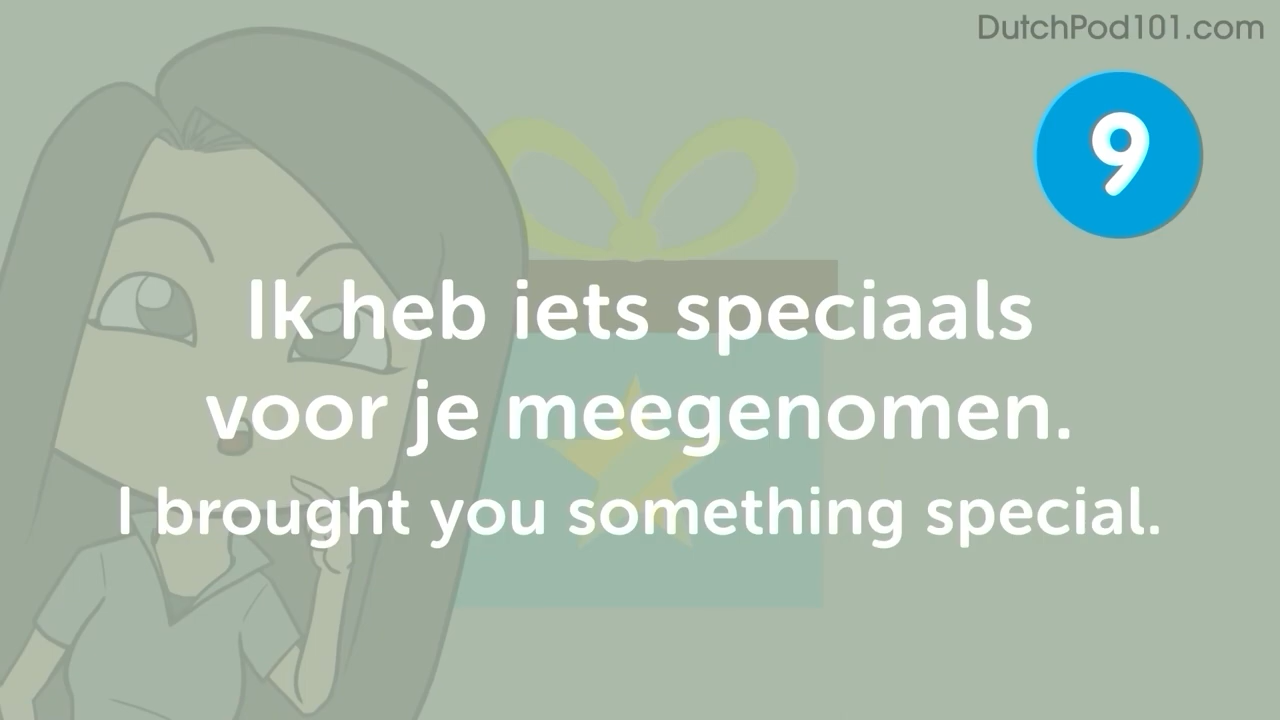 DutchPod101.com
9
Ik heb iets speciaals
voor je meegenomen.
I brought you something special.